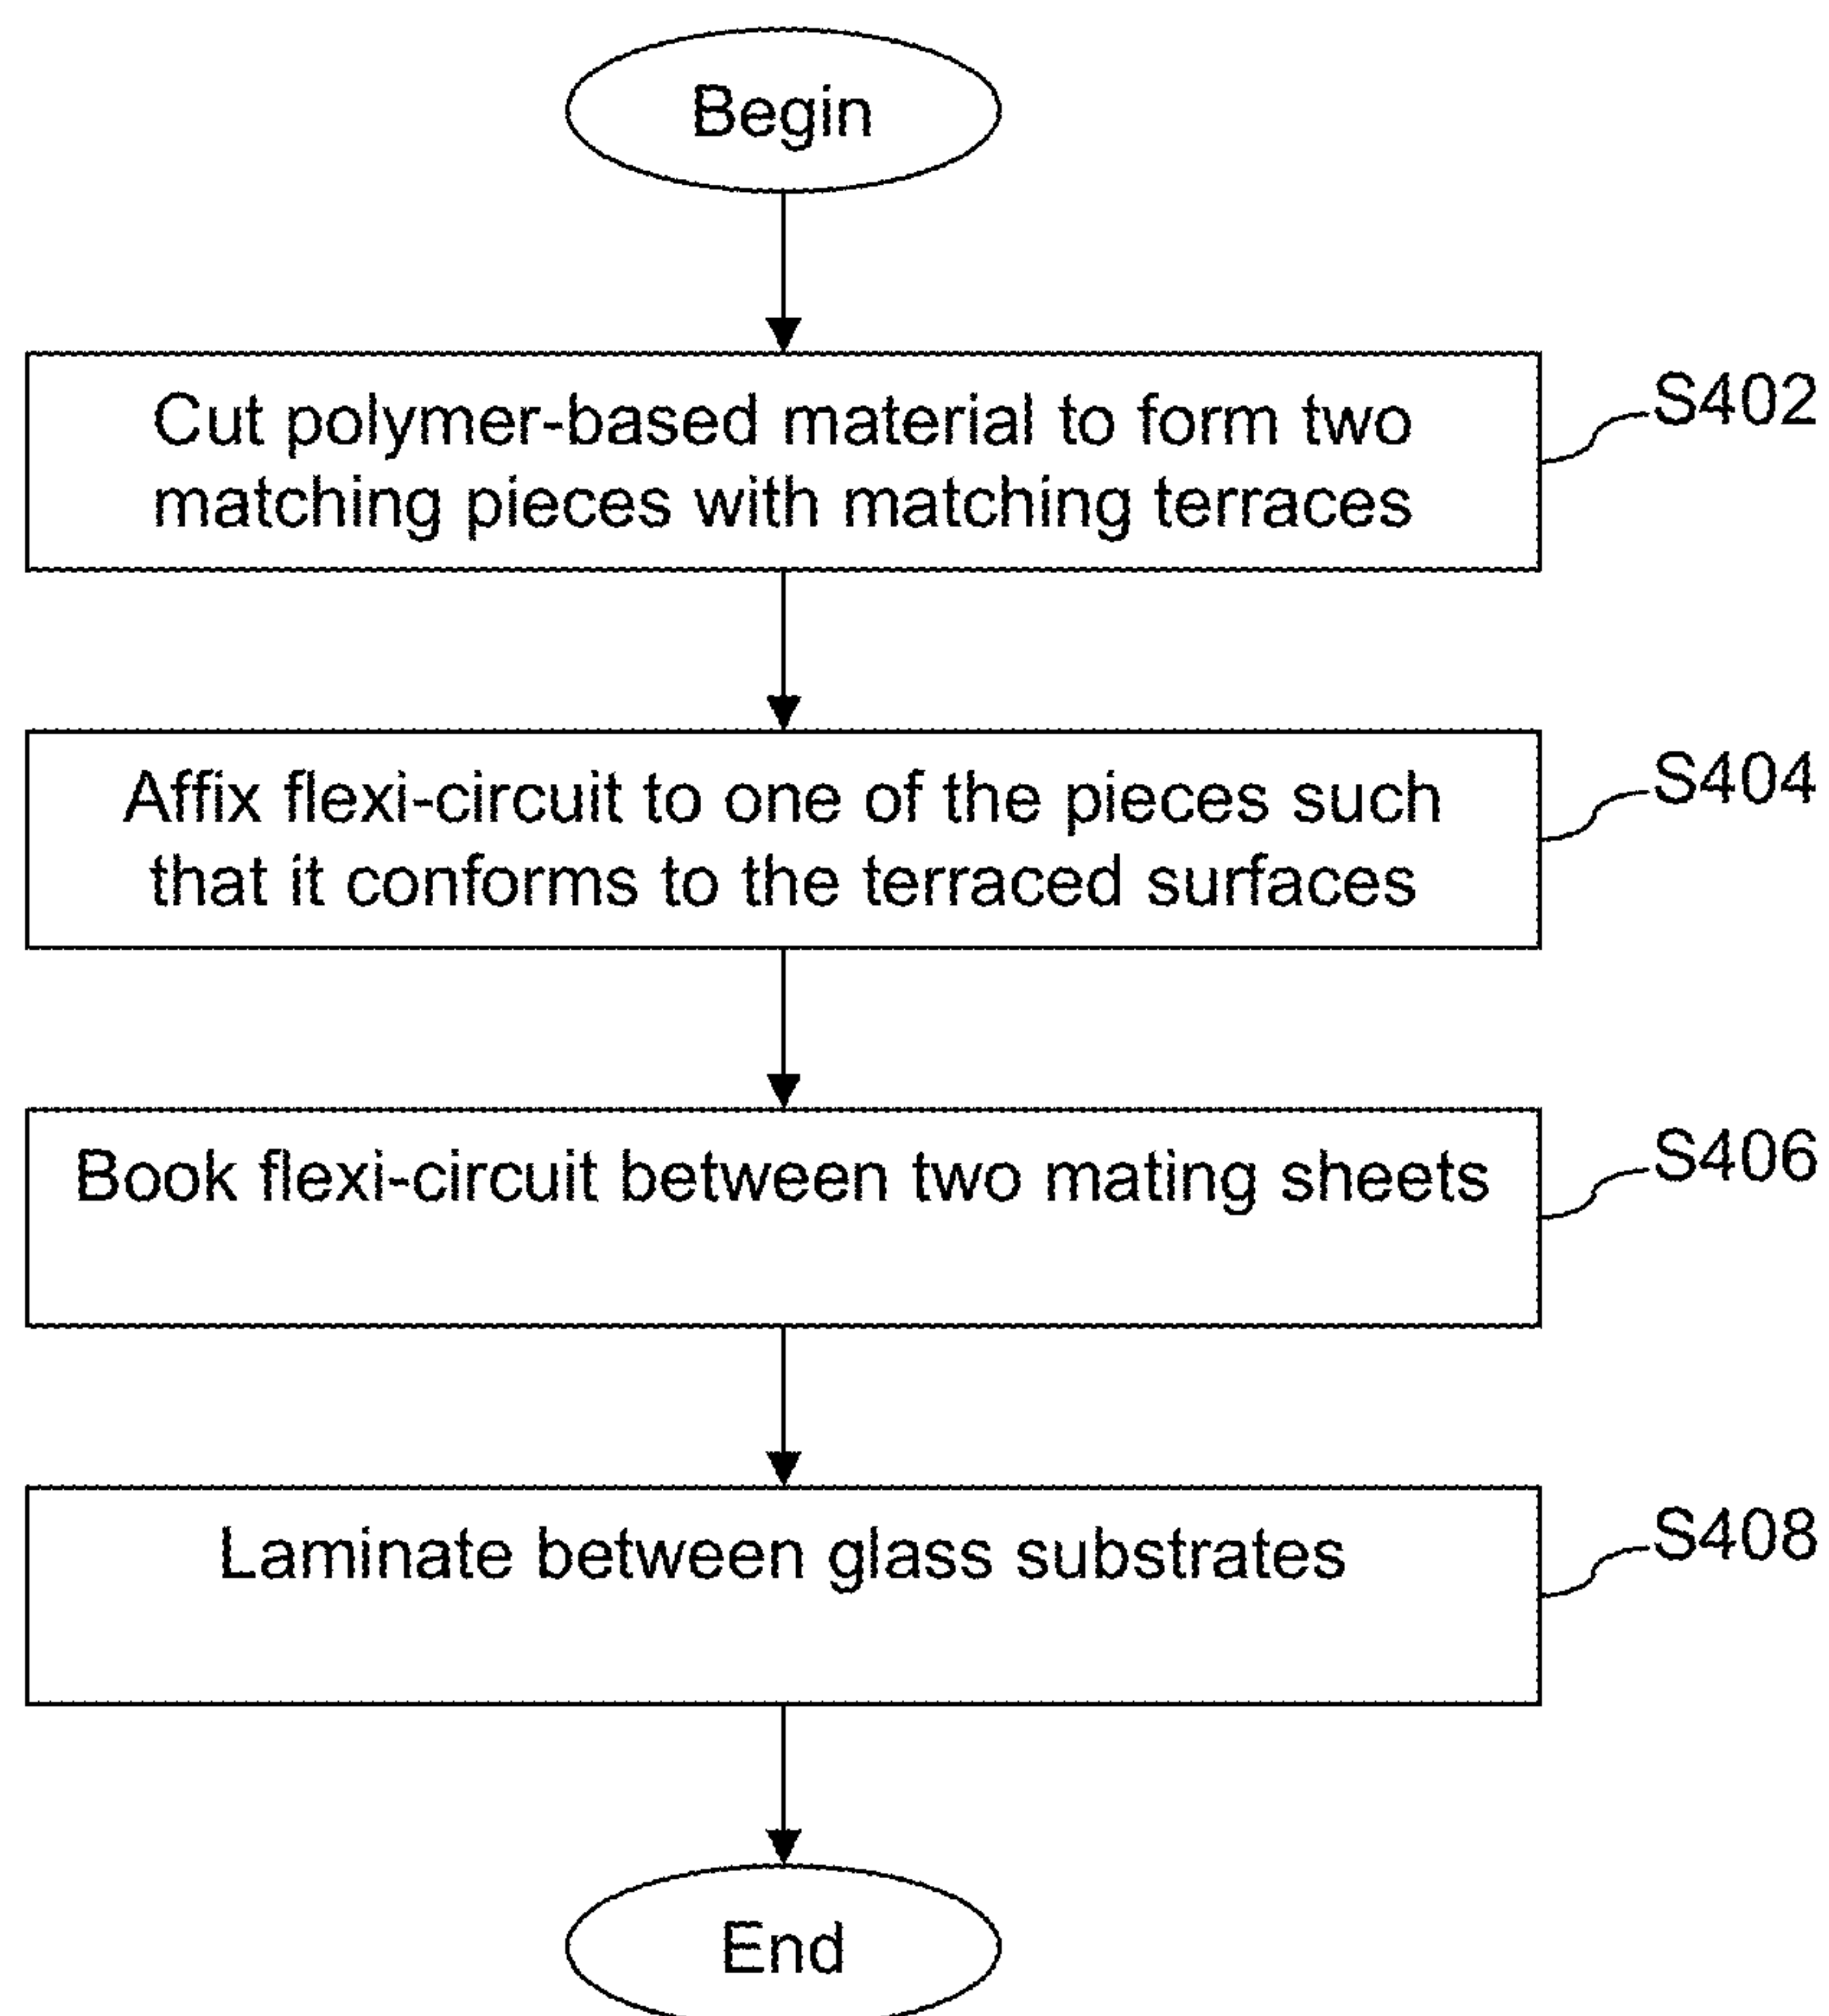 Begin
Cut polymer-based material to form two
matching pieces with matching terraces
S402
Affix flexi-circuit to one of the pieces such
that it conforms to the terraced surfaces
S404
Book flexi-circuit between two mating sheets
S406
Laminate between glass substrates
S408
End